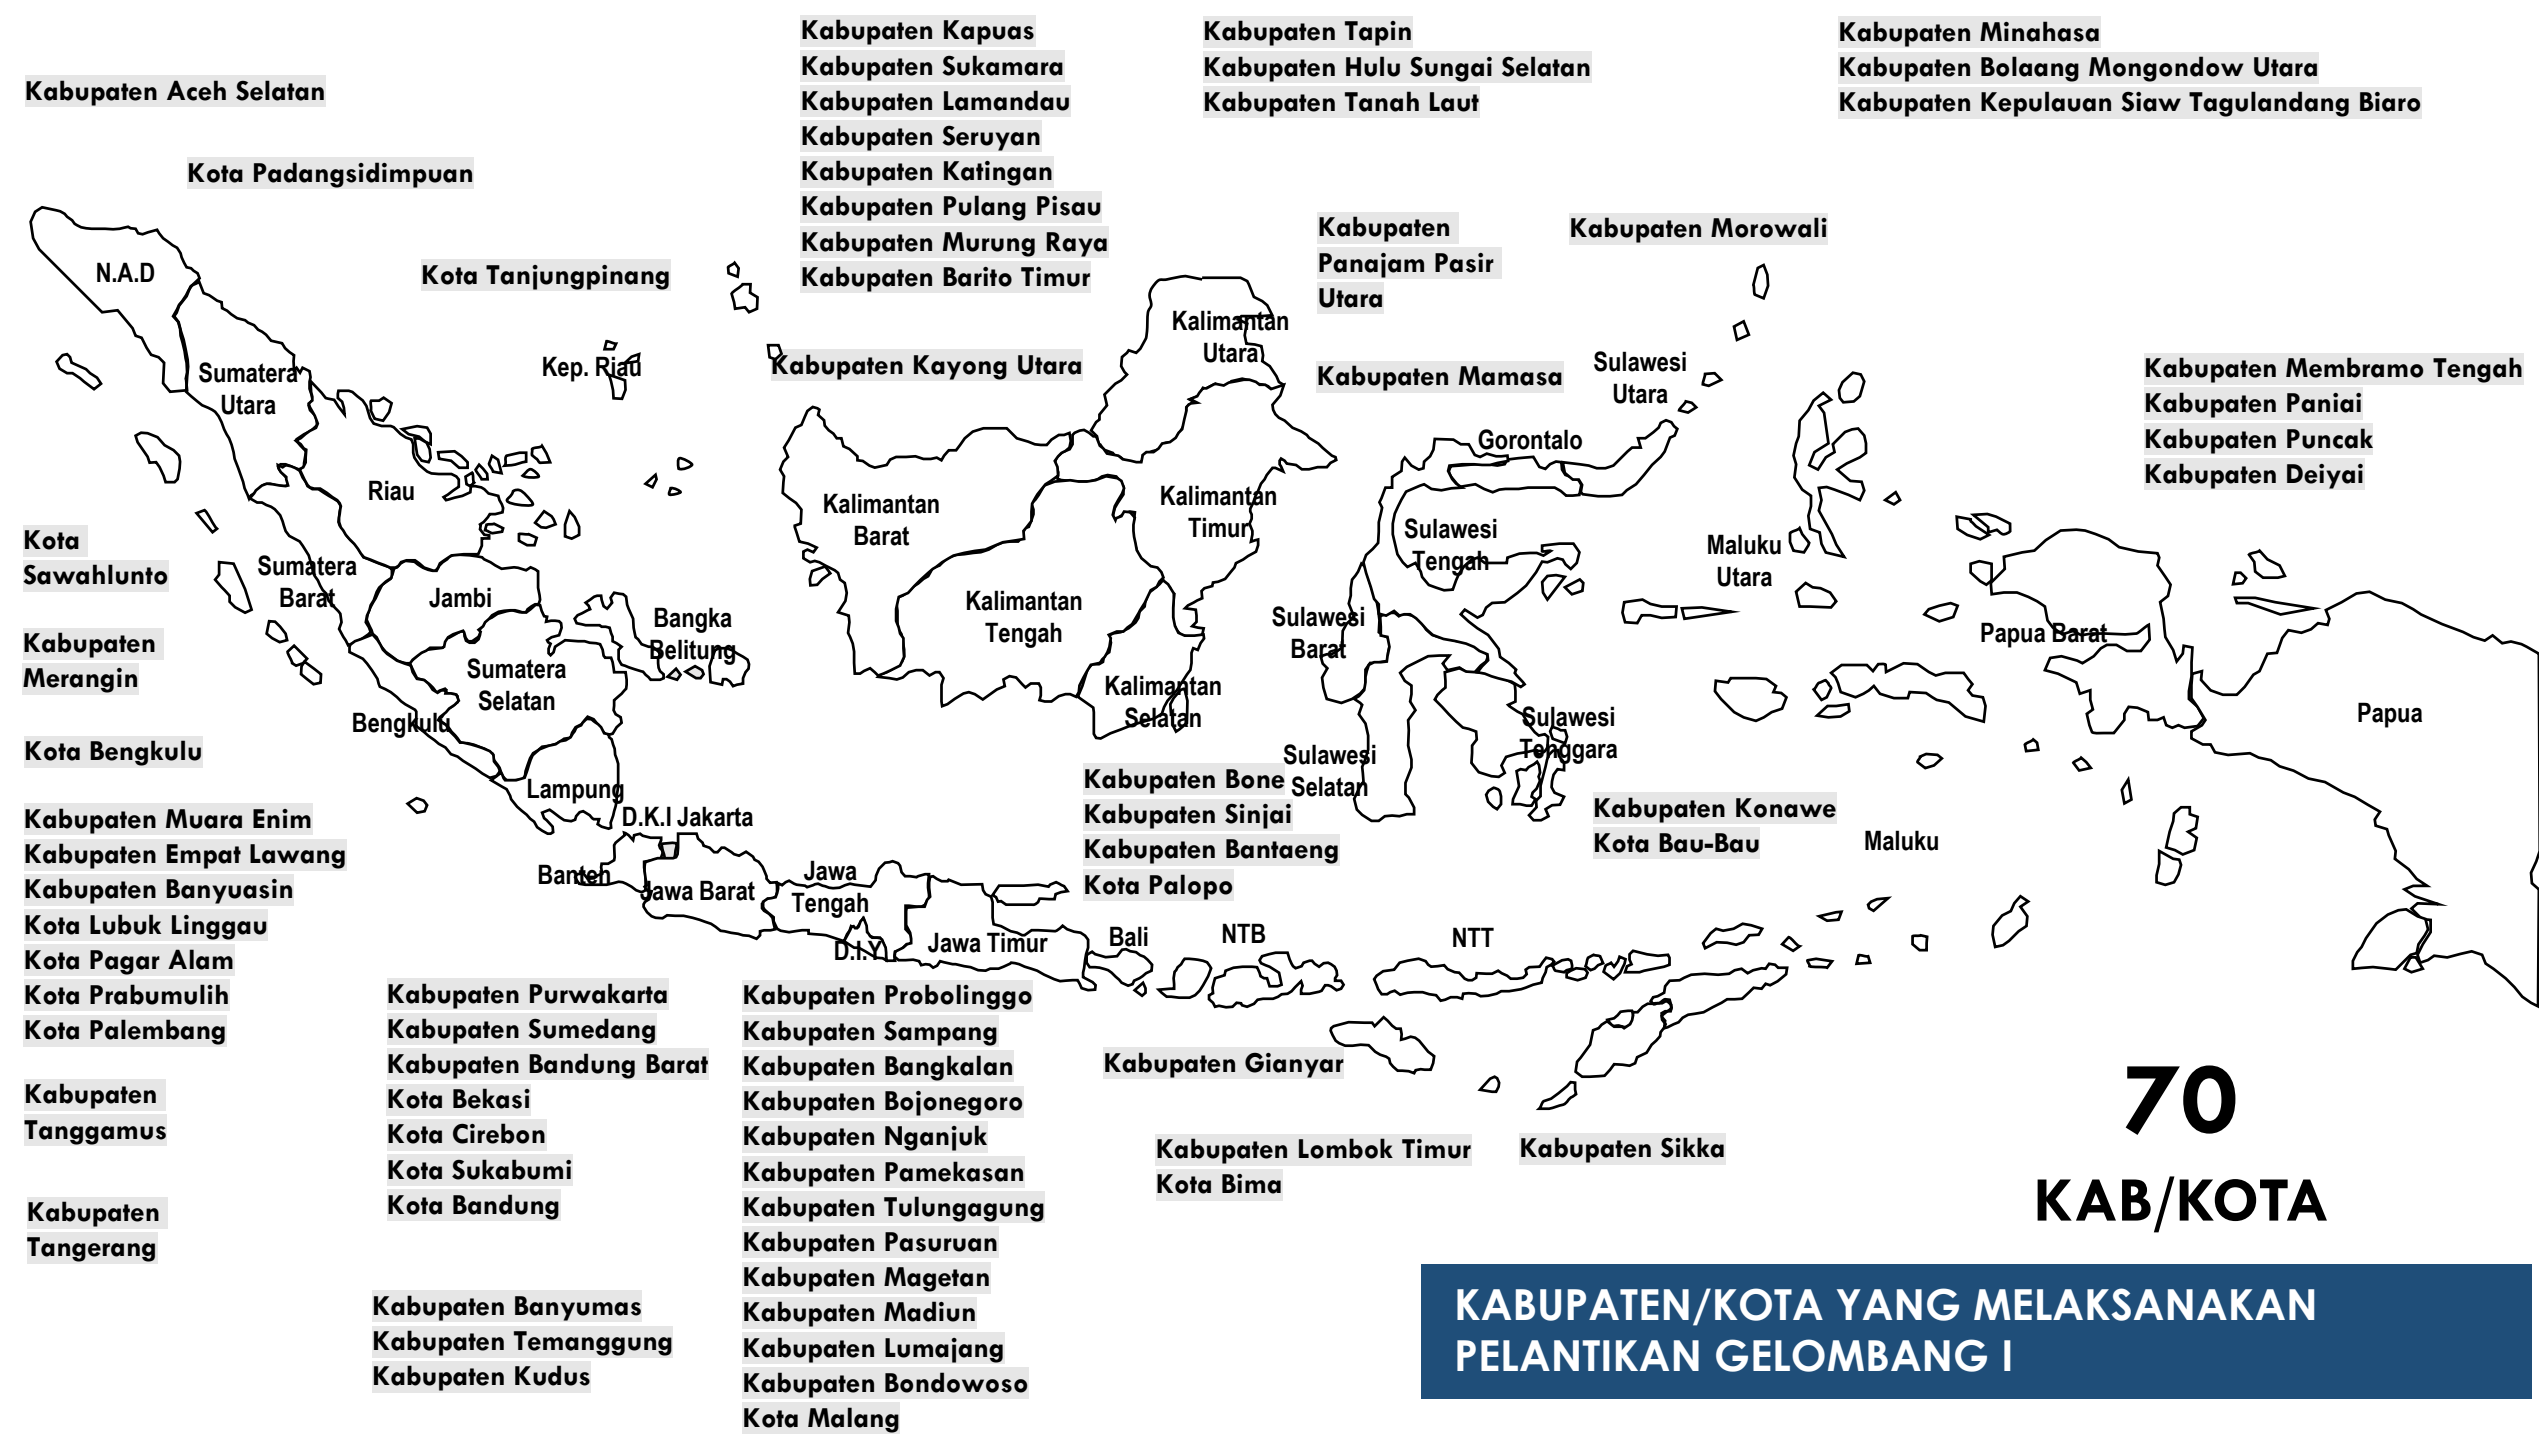 Kabupaten Aceh Selatan
Kota Padangsidimpuan
Kota Tanjungpinang
Kabupaten Kapuas
Kabupaten Sukamara
Kabupaten Lamandau
Kabupaten Seruyan
Kabupaten Katingan
Kabupaten Pulang Pisau
Kabupaten Murung Raya
Kabupaten Barito Timur
Kabupaten Kayong Utara
Kabupaten Tapin
Kabupaten Hulu Sungai Selatan
Kabupaten Tanah Laut
Kabupaten
Panajam Pasir
Utara
Kabupaten Mamasa
Kabupaten Morowali
Kabupaten Minahasa
Kabupaten Bolaang Mongondow Utara
Kabupaten Kepulauan Siaw Tagulandang Biaro
Kabupaten Membramo Tengah
Kabupaten Paniai
Kabupaten Puncak
Kabupaten Deiyai
N.A.D
Sumatera
Utara
Kep. Riau
Riau
Sumatera
Barat
Jambi
Bangka
Belitung
Sumatera
Selatan
Bengkulu
Lampung
D.K.I Jakarta
Banten
Jawa Barat
Jawa
Tengah
D.I.Y
Jawa Timur
Bali
NTB
NTT
Kalimantan
Utara
Kalimantan
Barat
Kalimantan
Timur
Kalimantan
Tengah
Kalimantan
Selatan
Sulawesi
Utara
Gorontalo
Sulawesi
Tengah
Sulawesi
Barat
Sulawesi
Selatan
Sulawesi
Tenggara
Maluku
Utara
Maluku
Papua Barat
Papua
Kota
Sawahlunto
Kabupaten
Merangin
Kota Bengkulu
Kabupaten Muara Enim
Kabupaten Empat Lawang
Kabupaten Banyuasin
Kota Lubuk Linggau
Kota Pagar Alam
Kota Prabumulih
Kota Palembang
Kabupaten
Tanggamus
Kabupaten
Tangerang
Kabupaten Purwakarta
Kabupaten Sumedang
Kabupaten Bandung Barat
Kota Bekasi
Kota Cirebon
Kota Sukabumi
Kota Bandung
Kabupaten Banyumas
Kabupaten Temanggung
Kabupaten Kudus
Kabupaten Probolinggo
Kabupaten Sampang
Kabupaten Bangkalan
Kabupaten Bojonegoro
Kabupaten Nganjuk
Kabupaten Pamekasan
Kabupaten Tulungagung
Kabupaten Pasuruan
Kabupaten Magetan
Kabupaten Madiun
Kabupaten Lumajang
Kabupaten Bondowoso
Kota Malang
Kabupaten Bone
Kabupaten Sinjai
Kabupaten Bantaeng
Kota Palopo
Kabupaten Konawe
Kota Bau-Bau
Kabupaten Gianyar
Kabupaten Lombok Timur
Kota Bima
Kabupaten Sikka
70
KAB/KOTA
KABUPATEN/KOTA YANG MELAKSANAKAN
PELANTIKAN GELOMBANG I